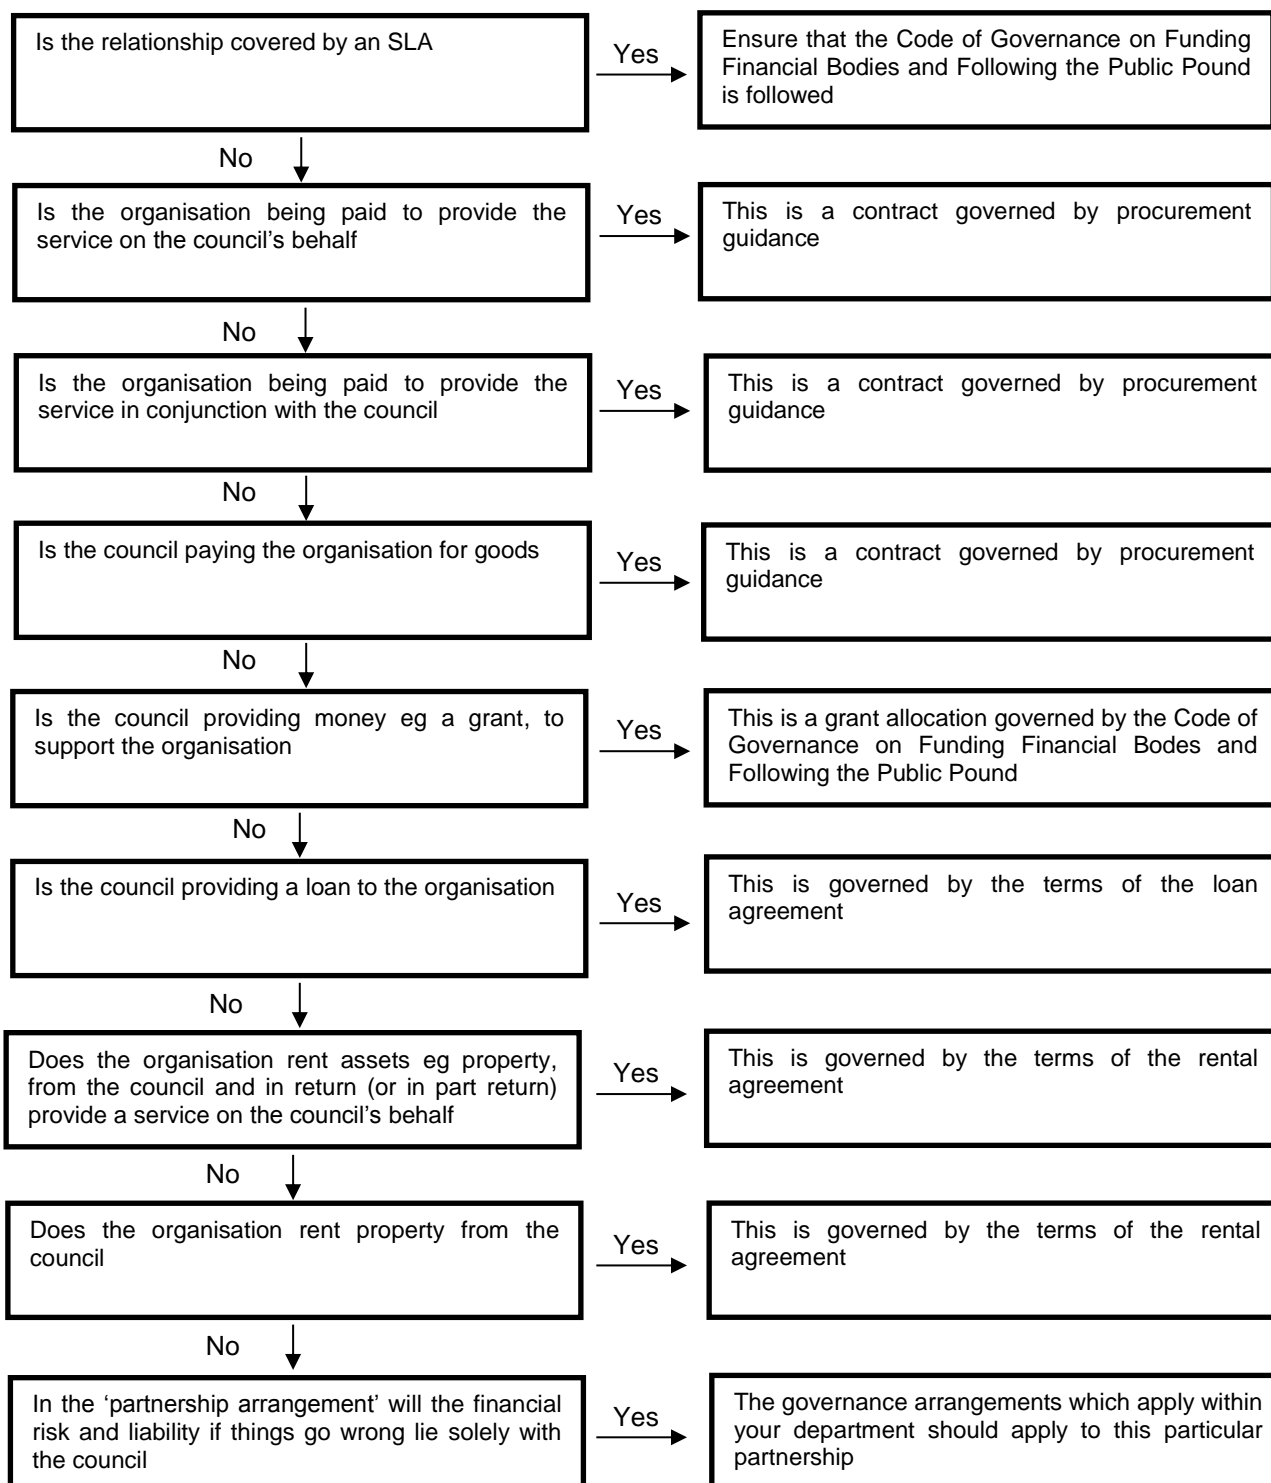 Is the relationship covered by an SLA
Yes
Ensure that the Code of Governance on Funding
Financial Bodies and Following the Public Pound
is followed
No
Is the organisation being paid to provide the
service on the council’s behalf
Yes
This is a contract governed by procurement
guidance
No
Is the organisation being paid to provide the
service in conjunction with the council
Yes
This is a contract governed by procurement
guidance
No
Is the council paying the organisation for goods
Yes
This is a contract governed by procurement
guidance
No
Is the council providing money eg a grant, to
support the organisation
Yes
This is a grant allocation governed by the Code of
Governance on Funding Financial Bodes and
Following the Public Pound
No
Is the council providing a loan to the organisation
Yes
This is governed by the terms of the loan
agreement
No
Does the organisation rent assets eg property,
from the council and in return (or in part return)
provide a service on the council’s behalf
Yes
This is governed by the terms of the rental
agreement
No
Does the organisation rent property from the
council
Yes
This is governed by the terms of the rental
agreement
No
In the ‘partnership arrangement’ will the financial
risk and liability if things go wrong lie solely with
the council
Yes
The governance arrangements which apply within
your department should apply to this particular
partnership